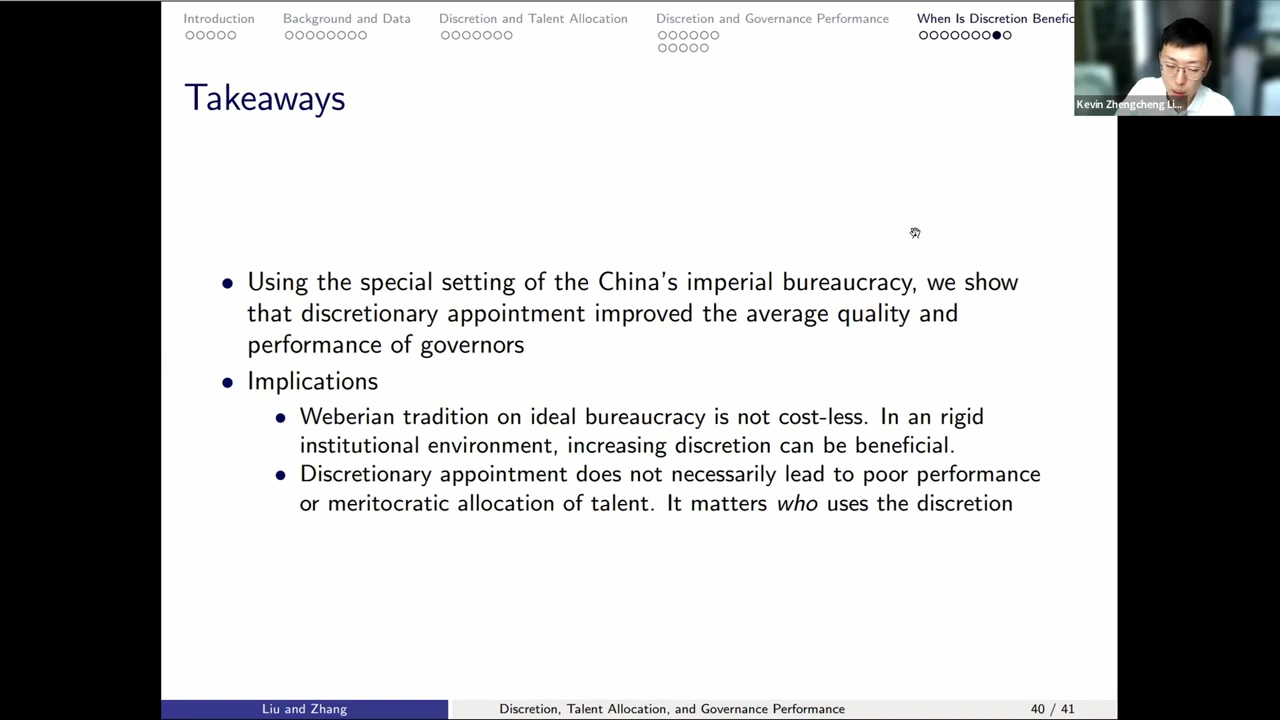 Introduction
Background and Data
Discretion and Talent Allocation
Discretion and Governance Performance
When Is Discretion Benefic
Kevin Zhengcheng Li...
Takeaways
• Using the special setting of the China's imperial bureaucracy, we show
that discretionary appointment improved the average quality and
performance of governors
• Implications
• Weberian tradition on ideal bureaucracy is not cost-less. In an rigid
institutional environment, increasing discretion can be beneficial.
• Discretionary appointment does not necessarily lead to poor performance
or meritocratic allocation of talent. It matters who uses the discretion
Liu and Zhang
Discretion, Talent Allocation, and Governance Performance
40 / 41